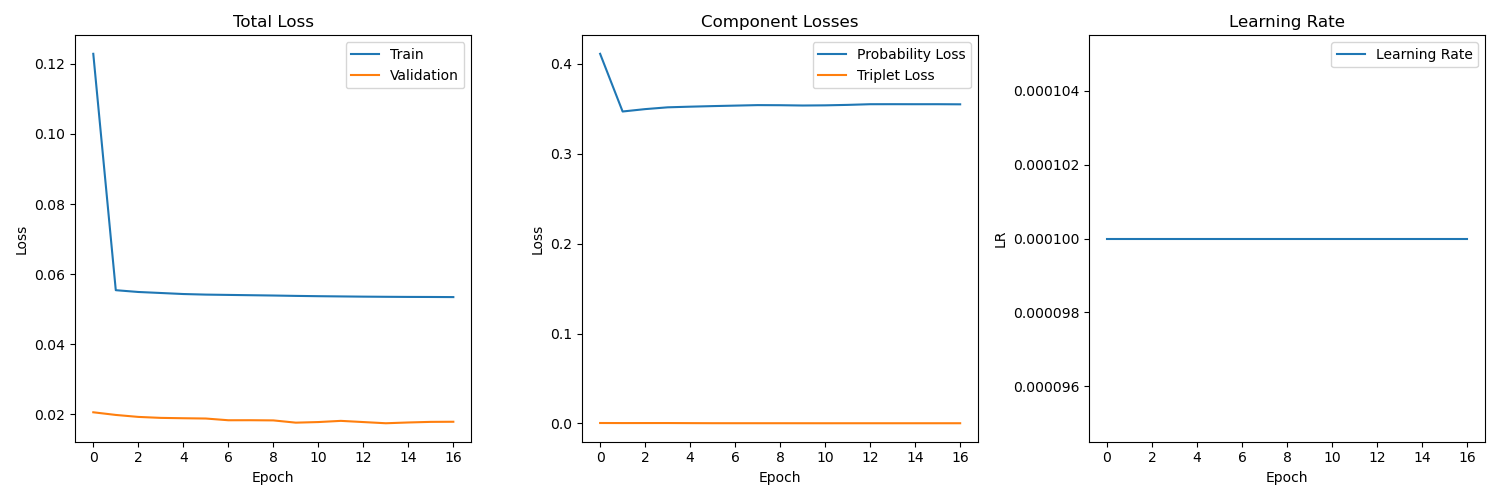 Total Loss
Train
Validation
0.12
0.10
0.08
0.06
0.04
0.02
Loss
0 2 4 6 8 10 12 14 16
Epoch
Component Losses
Probability Loss
Triplet Loss
0.4
0.3
0.2
0.1
0.0
Loss
0 2 4 6 8 10 12 14 16
Epoch
Learning Rate
Learning Rate
0.000104
0.000102
0.000100
0.000098
0.000096
LR
0 2 4 6 8 10 12 14 16
Epoch